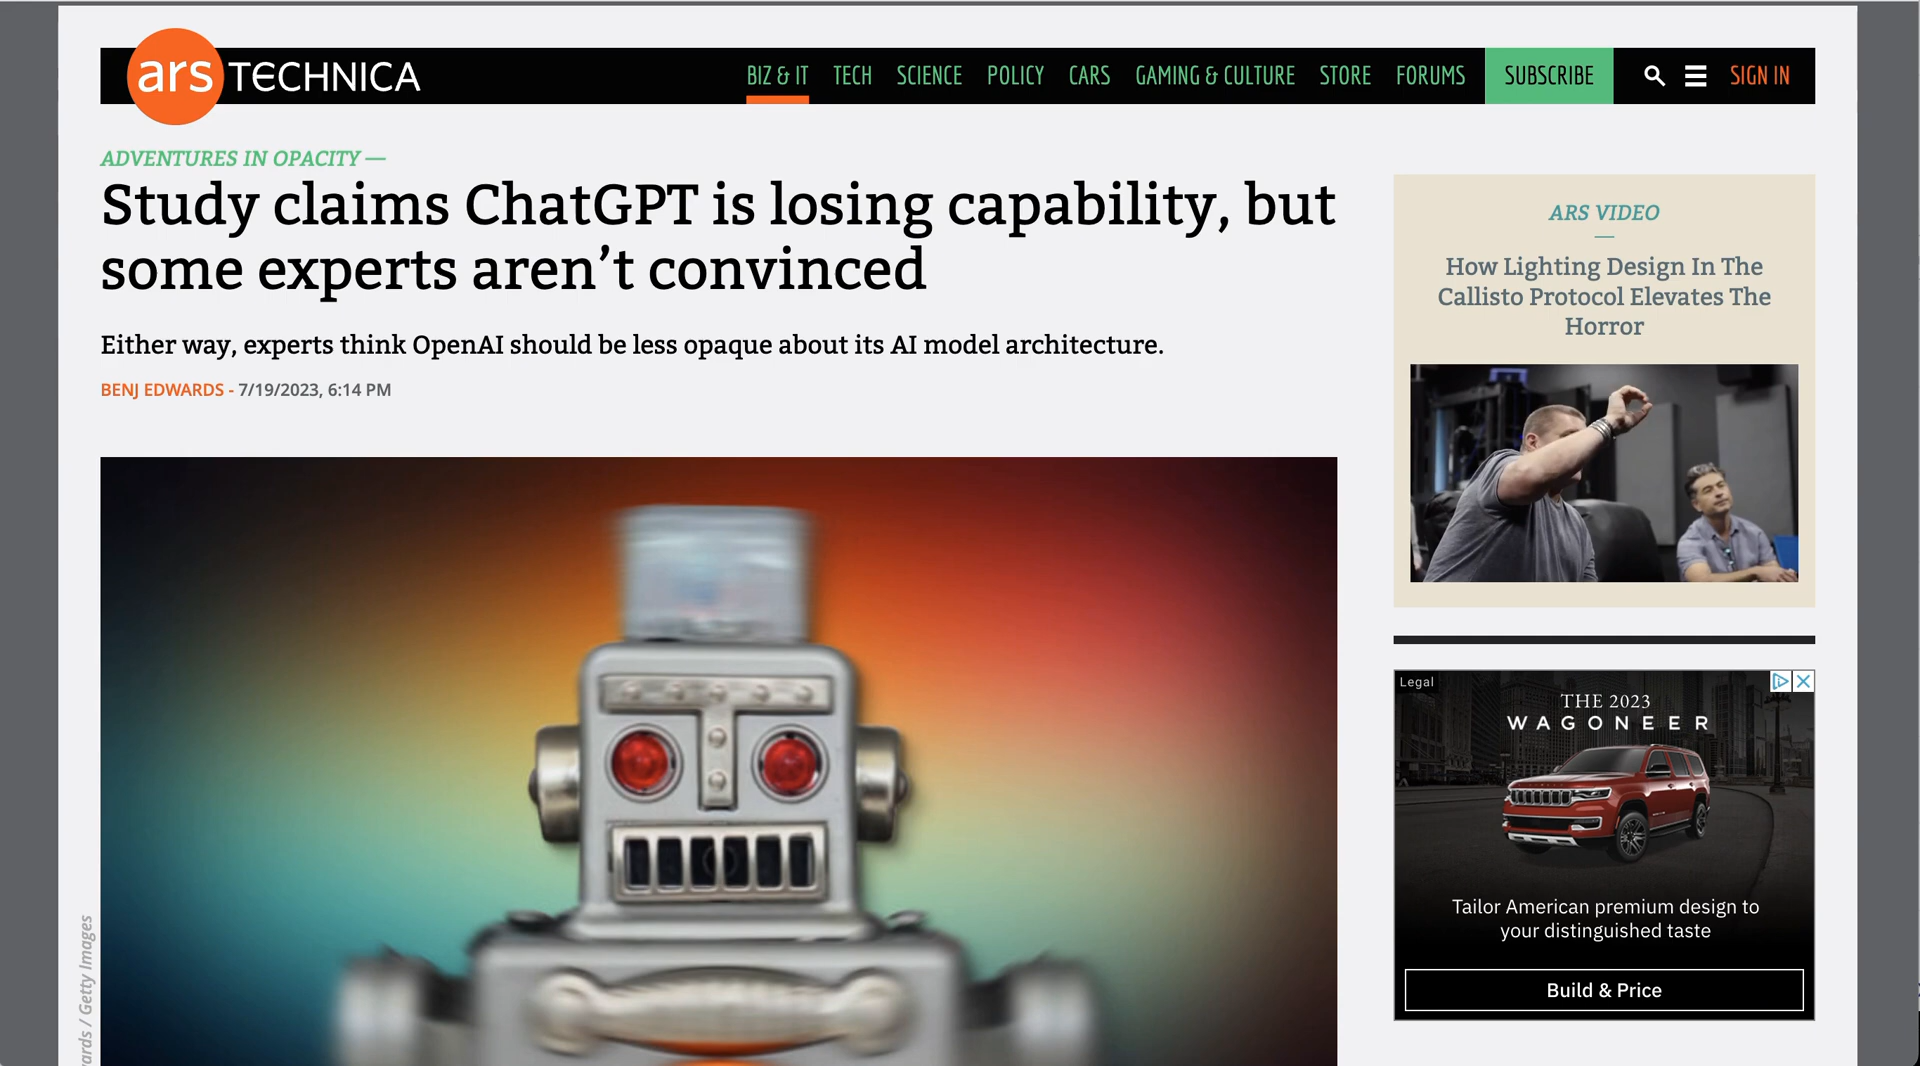 ars TECHNICA
BIZ & IT TECH SCIENCE POLICY CARS GAMING & CULTURE STORE FORUMS SUBSCRIBE SIGN IN
ADVENTURES IN OPACITY —
Study claims ChatGPT is losing capability, but
some experts aren’t convinced
Either way, experts think OpenAI should be less opaque about its AI model architecture.
BENJ EDWARDS - 7/19/2023, 6:14 PM
/ Getty Images
ARS VIDEO
How Lighting Design In The
Callisto Protocol Elevates The
Horror
Legal
THE 2023
WAGONEER
Tailor American premium design to
your distinguished taste
Build & Price